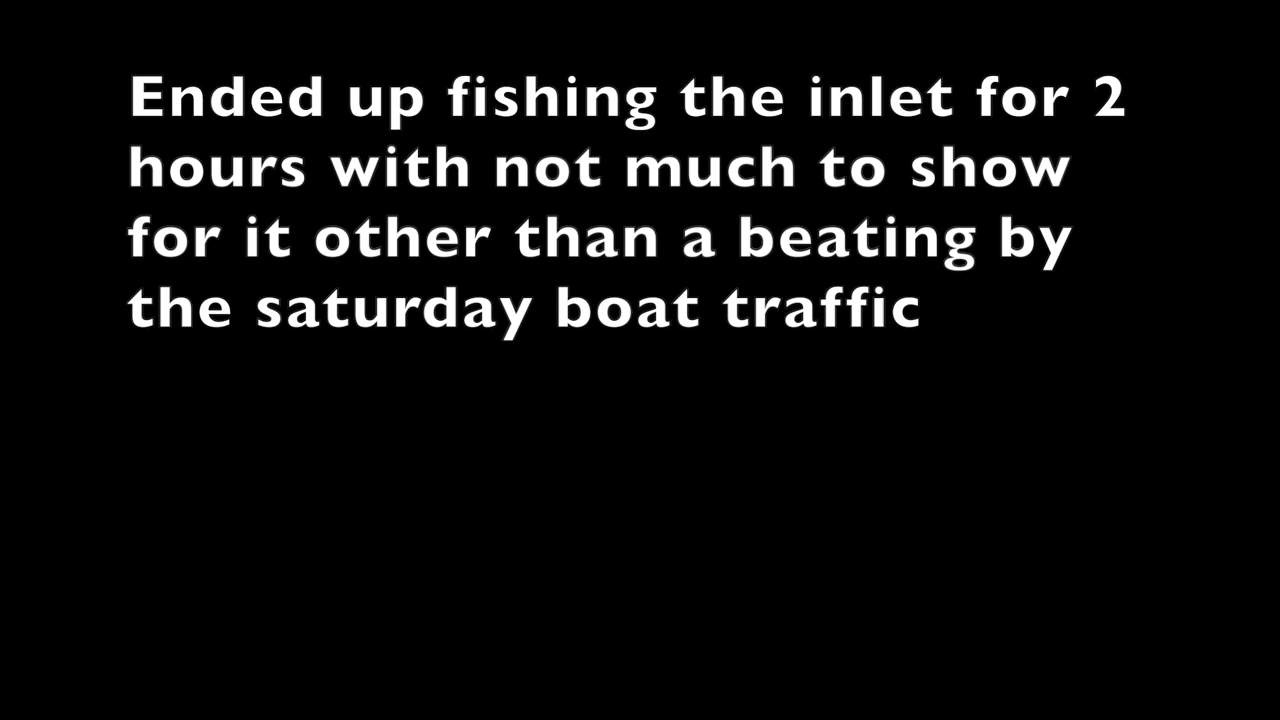 Ended up fishing the inlet for 2
hours with not much to show
for it other than a beating by
the saturday boat traffic